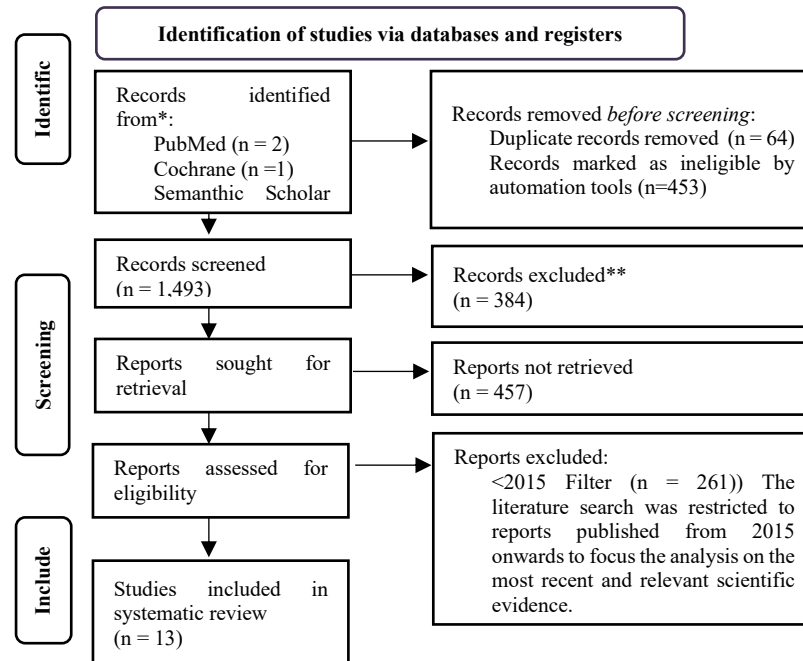 Identification of studies via databases and registers
Identific
Records identified
from*:
PubMed (n = 2)
Cochrane (n =1)
Semanthic Scholar
Records removed before screening:
Duplicate records removed (n = 64)
Records marked as ineligible by
automation tools (n=453)
Screening
Records screened
(n = 1,493)
Records excluded**
(n = 384)
Reports sought for
retrieval
Reports not retrieved
(n = 457)
Reports assessed for
eligibility
Reports excluded:
<2015 Filter (n = 261)) The
literature search was restricted to
reports published from 2015
onwards to focus the analysis on the
most recent and relevant scientific
evidence.
Include
Studies included in
systematic review
(n = 13)